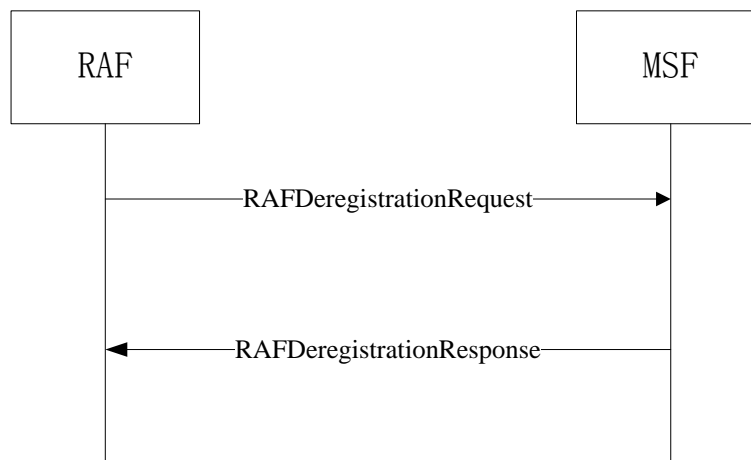 RAF
MSF
RAFDeregistrationRequest
RAFDeregistrationResponse